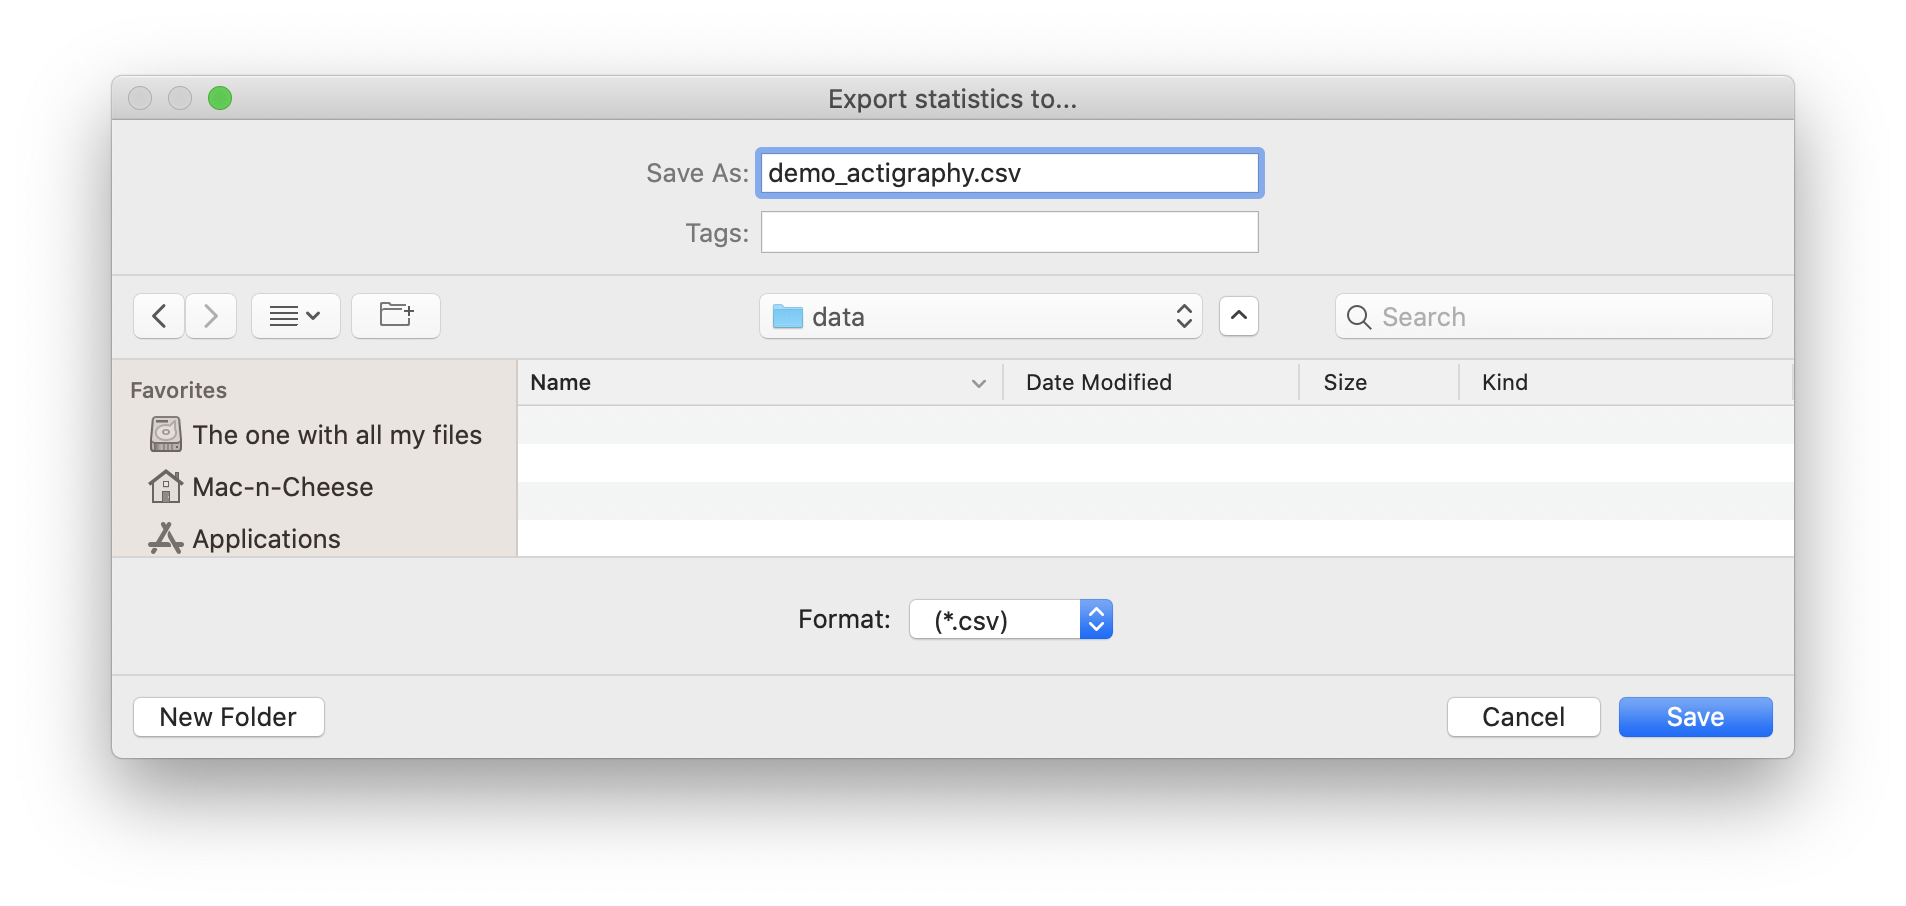 Export statistics to...
Save As: demo_actigraphy.csv
Tags:
data
Search
Favorites
The one with all my files
Mac-n-Cheese
Applications
Name Date Modified Size Kind
Format: (*.csv)
New Folder Cancel Save